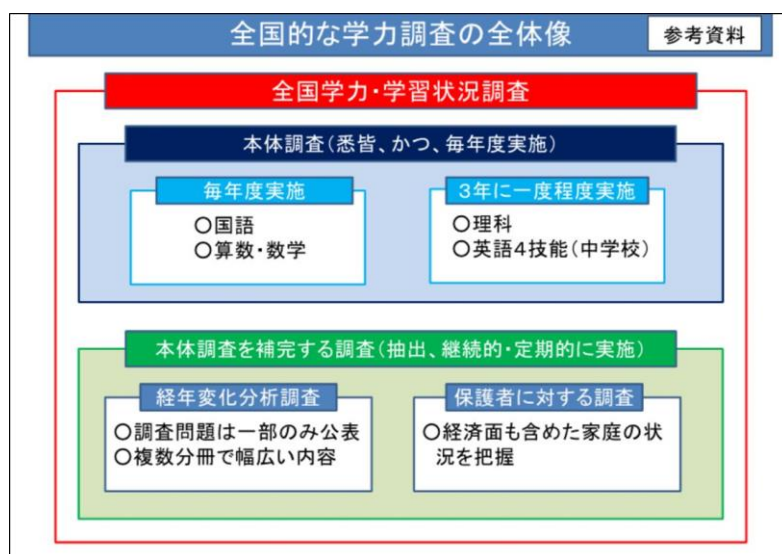 全国的な学力調査の全体像
参考資料
全国学力・学習状況調査
本体調査(悉皆、かつ、毎年度実施)
毎年度実施
○国語
○算数・数学
3年に一度程度実施
○理科
○英語4技能(中学校)
本体調査を補完する調査(抽出、継続的・定期的に実施)
経年変化分析調査
○調査問題は一部のみ公表
○複数分冊で幅広い内容
保護者に対する調査
○経済面も含めた家庭の状
況を把握